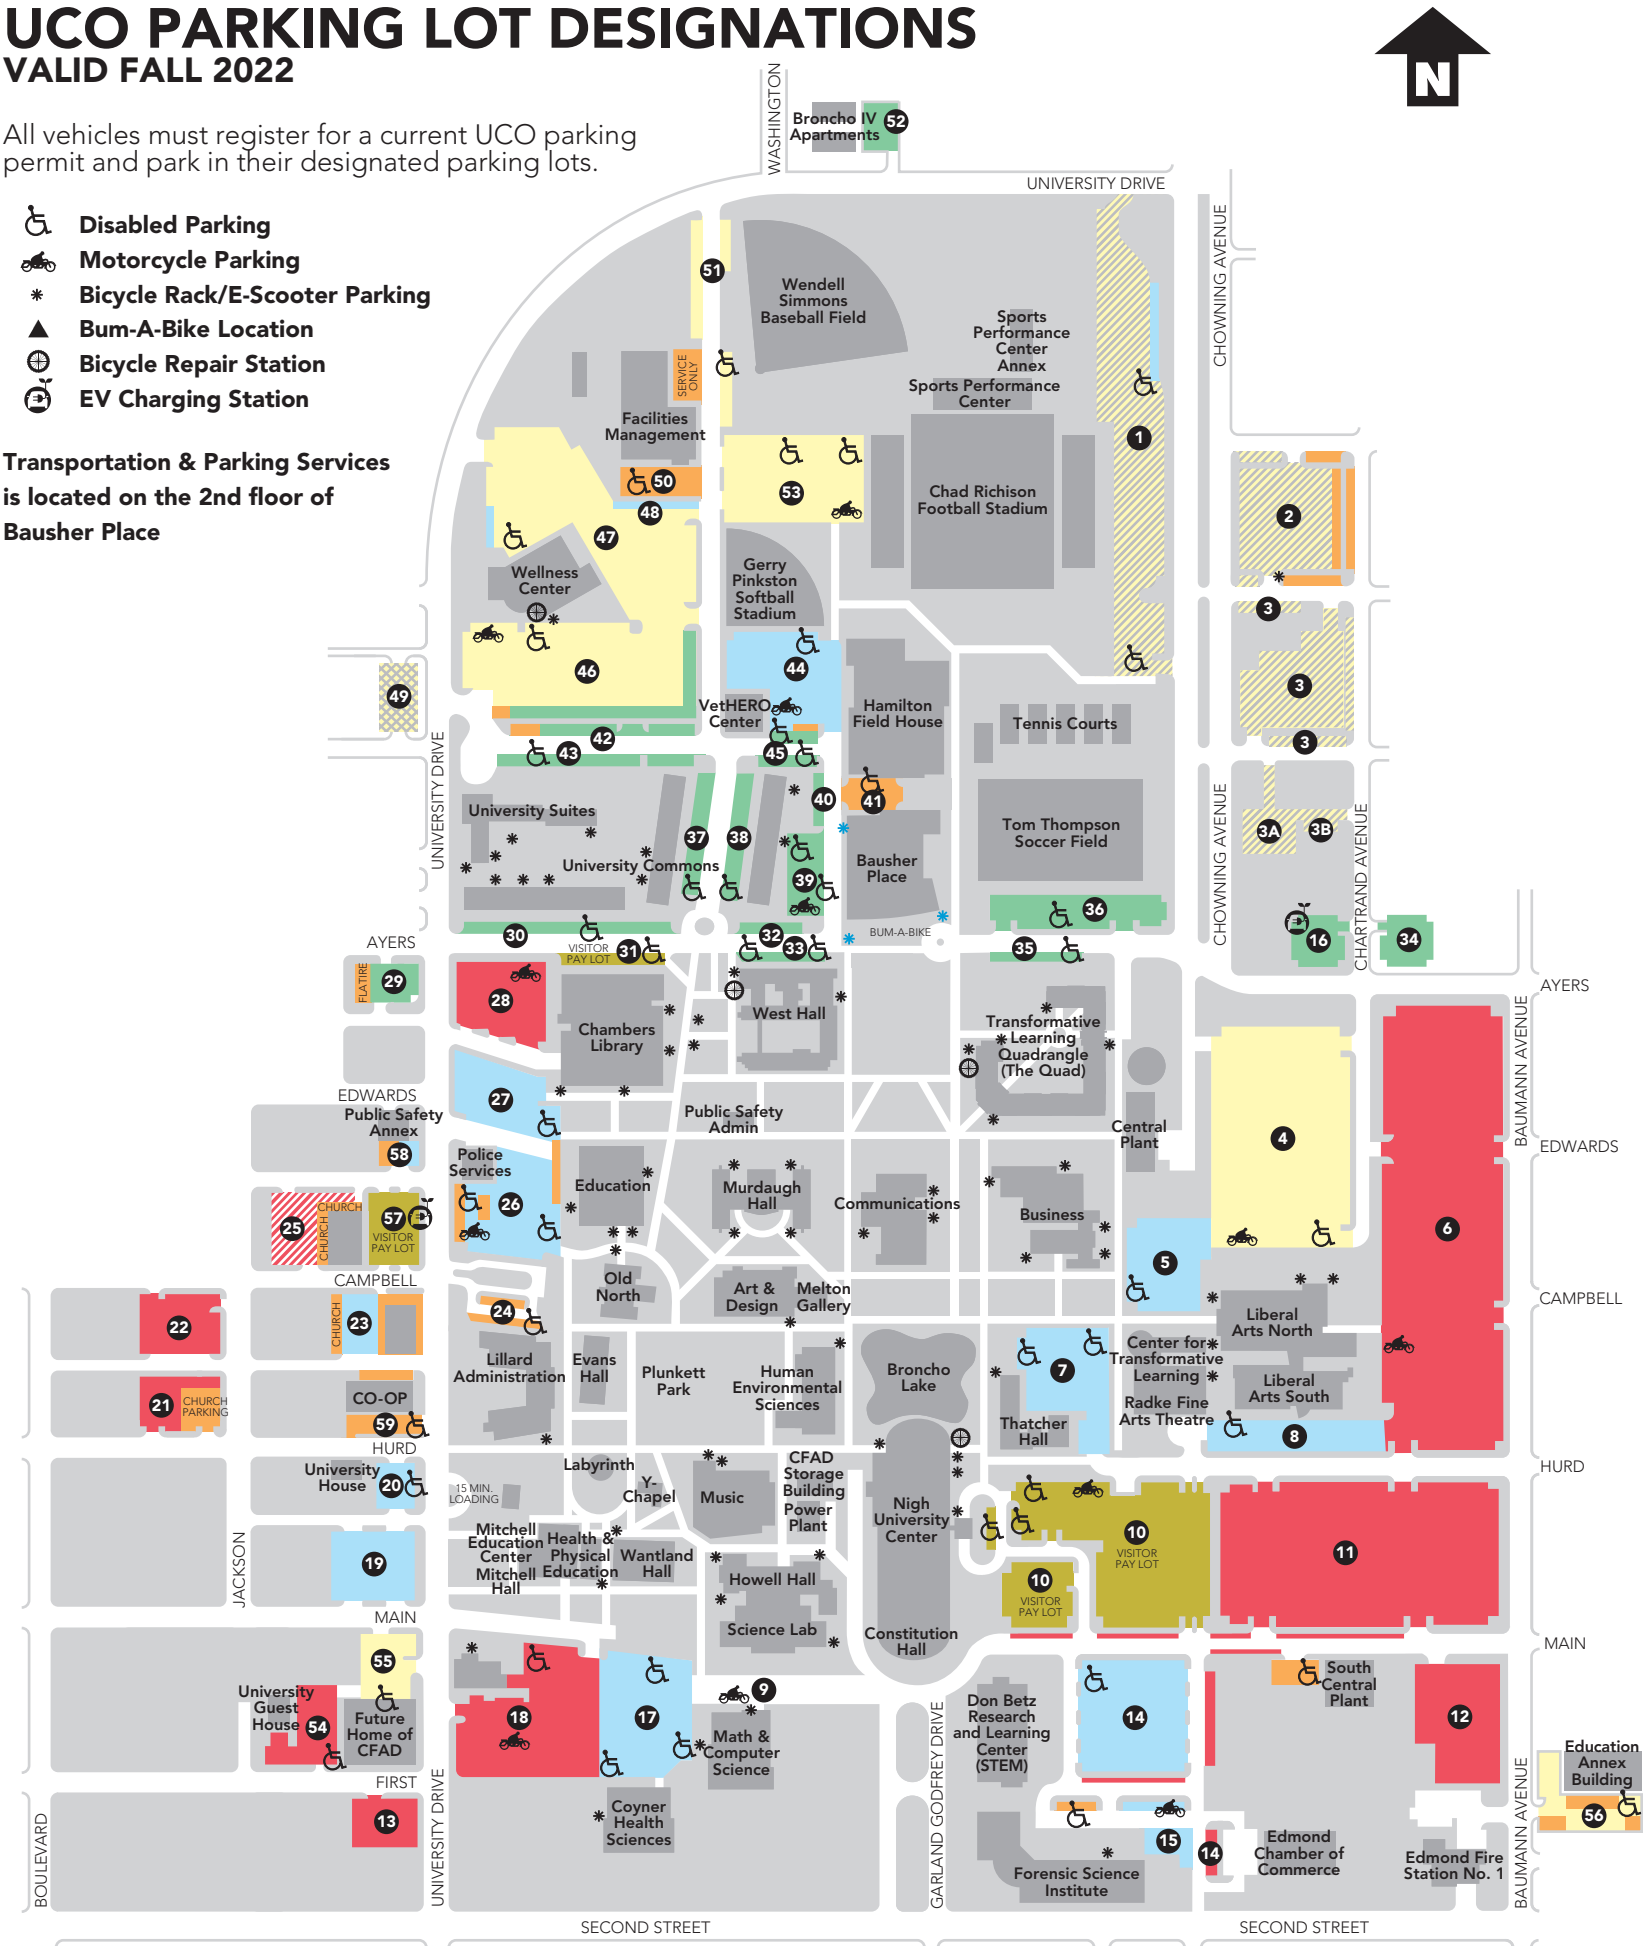 UCO PARKING LOT DESIGNATIONS
VALID FALL 2022
All vehicles must register for a current UCO parking
permit and park in their designated parking lots.
N
Disabled Parking
Motorcycle Parking
Bicycle Rack/E-Scooter Parking
Bum-A-Bike Location
Bicycle Repair Station
EV Charging Station
Transportation & Parking Services
is located on the 2nd floor of
Bausher Place
WASHINGTON
Broncho IV
Apartments
52
UNIVERSITY DRIVE
CHOWNING AVENUE
51
Wendell
Simmons
Baseball Field
Sports
Performance
Center
Annex
Sports Performance
Center
SERVICE
ONLY
Facilities
Management
1
50
48
53
47
Chad Richison
Football Stadium
2
Wellness
Center
Gerry
Pinkston
Softball
Stadium
3
46
44
49
3
VetHERO
Center
Hamilton
Field House
Tennis Courts
42
43
45
3
UNIVERSITY DRIVE
University Suites
40
41
37
38
University Commons
39
Bausher
Place
Tom Thompson
Soccer Field
CHOWNING AVENUE
3A
3B
CHARTRAND AVENUE
36
BUM-A-BIKE
30
32
33
35
16
34
AYERS
VISITOR
PAY LOT
31
FLATIRE
29
28
AYERS
Chambers
Library
West Hall
Transformative
Learning
Quadrangle
(The Quad)
BAUMANN AVENUE
27
EDWARDS
Public Safety
Annex
58
Public Safety
Admin
Central
Plant
4
EDWARDS
Police
Services
26
Education
Murdaugh
Hall
Communications
Business
6
25
CHURCH
CHURCH
57
VISITOR
PAY LOT
5
CAMPBELL
Old
North
Art &
Design
Melton
Gallery
CAMPBELL
22
CHURCH
23
24
Liberal
Arts North
Lillard
Administration
Evans
Hall
Plunkett
Park
Human
Environmental
Sciences
Broncho
Lake
7
Center for
Transformative
Learning
Liberal
Arts South
21
CHURCH
PARKING
CO-OP
59
Thatcher
Hall
Radke Fine
Arts Theatre
8
HURD
HURD
University
House
20
15 MIN.
LOADING
Labyrinth
Y-
Chapel
Music
CFAD
Storage
Building
Power
Plant
Nigh
University
Center
10
VISITOR
PAY LOT
11
JACKSON
19
Mitchell
Education
Center
Mitchell
Hall
Health &
Physical
Education
Wantland
Hall
Howell Hall
10
VISITOR
PAY LOT
MAIN
Science Lab
Constitution
Hall
MAIN
55
University
Guest
House
54
Future
Home of
CFAD
18
17
9
Math &
Computer
Science
GARLAND GODFREY DRIVE
Don Betz
Research
and Learning
Center
(STEM)
14
South
Central
Plant
12
FIRST
BOULEVARD
13
UNIVERSITY DRIVE
Coyner
Health
Sciences
15
14
Edmond
Chamber of
Commerce
Education
Annex
Building
56
Forensic Science
Institute
Edmond Fire
Station No. 1
BAUMANN AVENUE
SECOND STREET
SECOND STREET